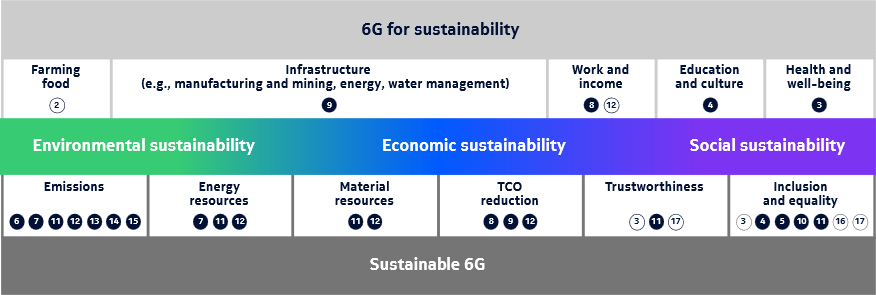 6G for sustainability
Farming
food
2
Infrastructure
(e.g., manufacturing and mining, energy, water management)
9
Work and
income
8 12
Education
and culture
4
Health and
well-being
3
Environmental sustainability
Economic sustainability
Social sustainability
Emissions
6 7 11 12 13 14 15
Energy
resources
7 11 12
Material
resources
11 12
TCO
reduction
8 9 12
Trustworthiness
3 11 17
Inclusion
and equality
3 4 5 10 11 16 17
Sustainable 6G